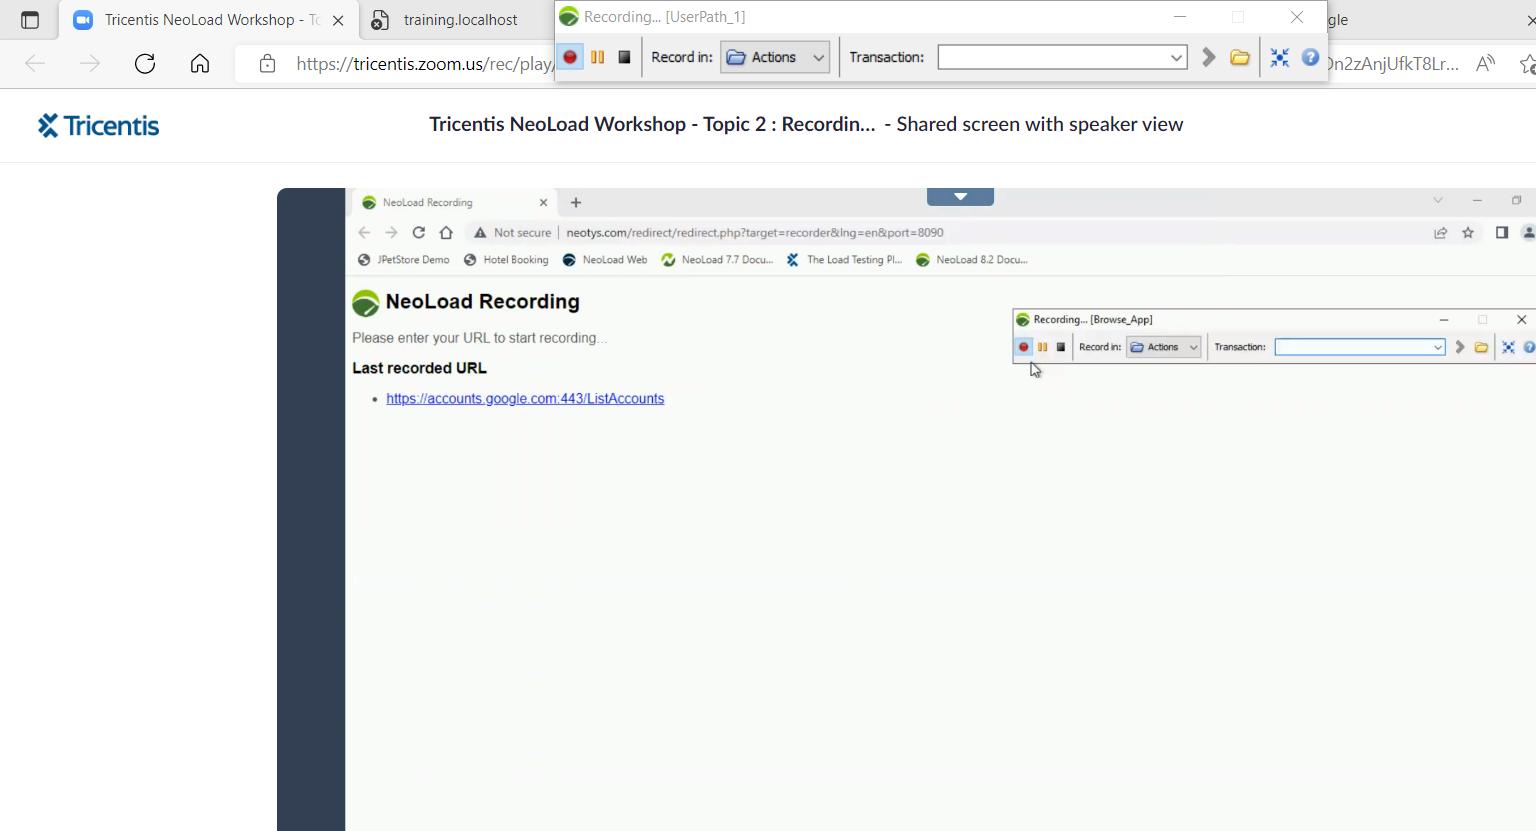 Tricentis NeoLoad Workshop - To
training.localhost
Recording... [UserPath_1]
gle
https://tricentis.zoom.us/rec/play/
Record in:
Actions
Transaction:
Dn2zAnjUfkT8Lr...
Tricentis
Tricentis NeoLoad Workshop - Topic 2 : Recordin... - Shared screen with speaker view
NeoLoad Recording
Not secure
neotys.com/redirect/redirect.php?target=recorder&lng=en&port=8090
JPetStore Demo
Hotel Booking
NeoLoad Web
NeoLoad 7.7 Docu...
The Load Testing Pl...
NeoLoad 8.2 Docu...
NeoLoad Recording
Please enter your URL to start recording...
Last recorded URL
https://accounts.google.com:443/ListAccounts
Recording... [Browse_App]
Record in:
Actions
Transaction: